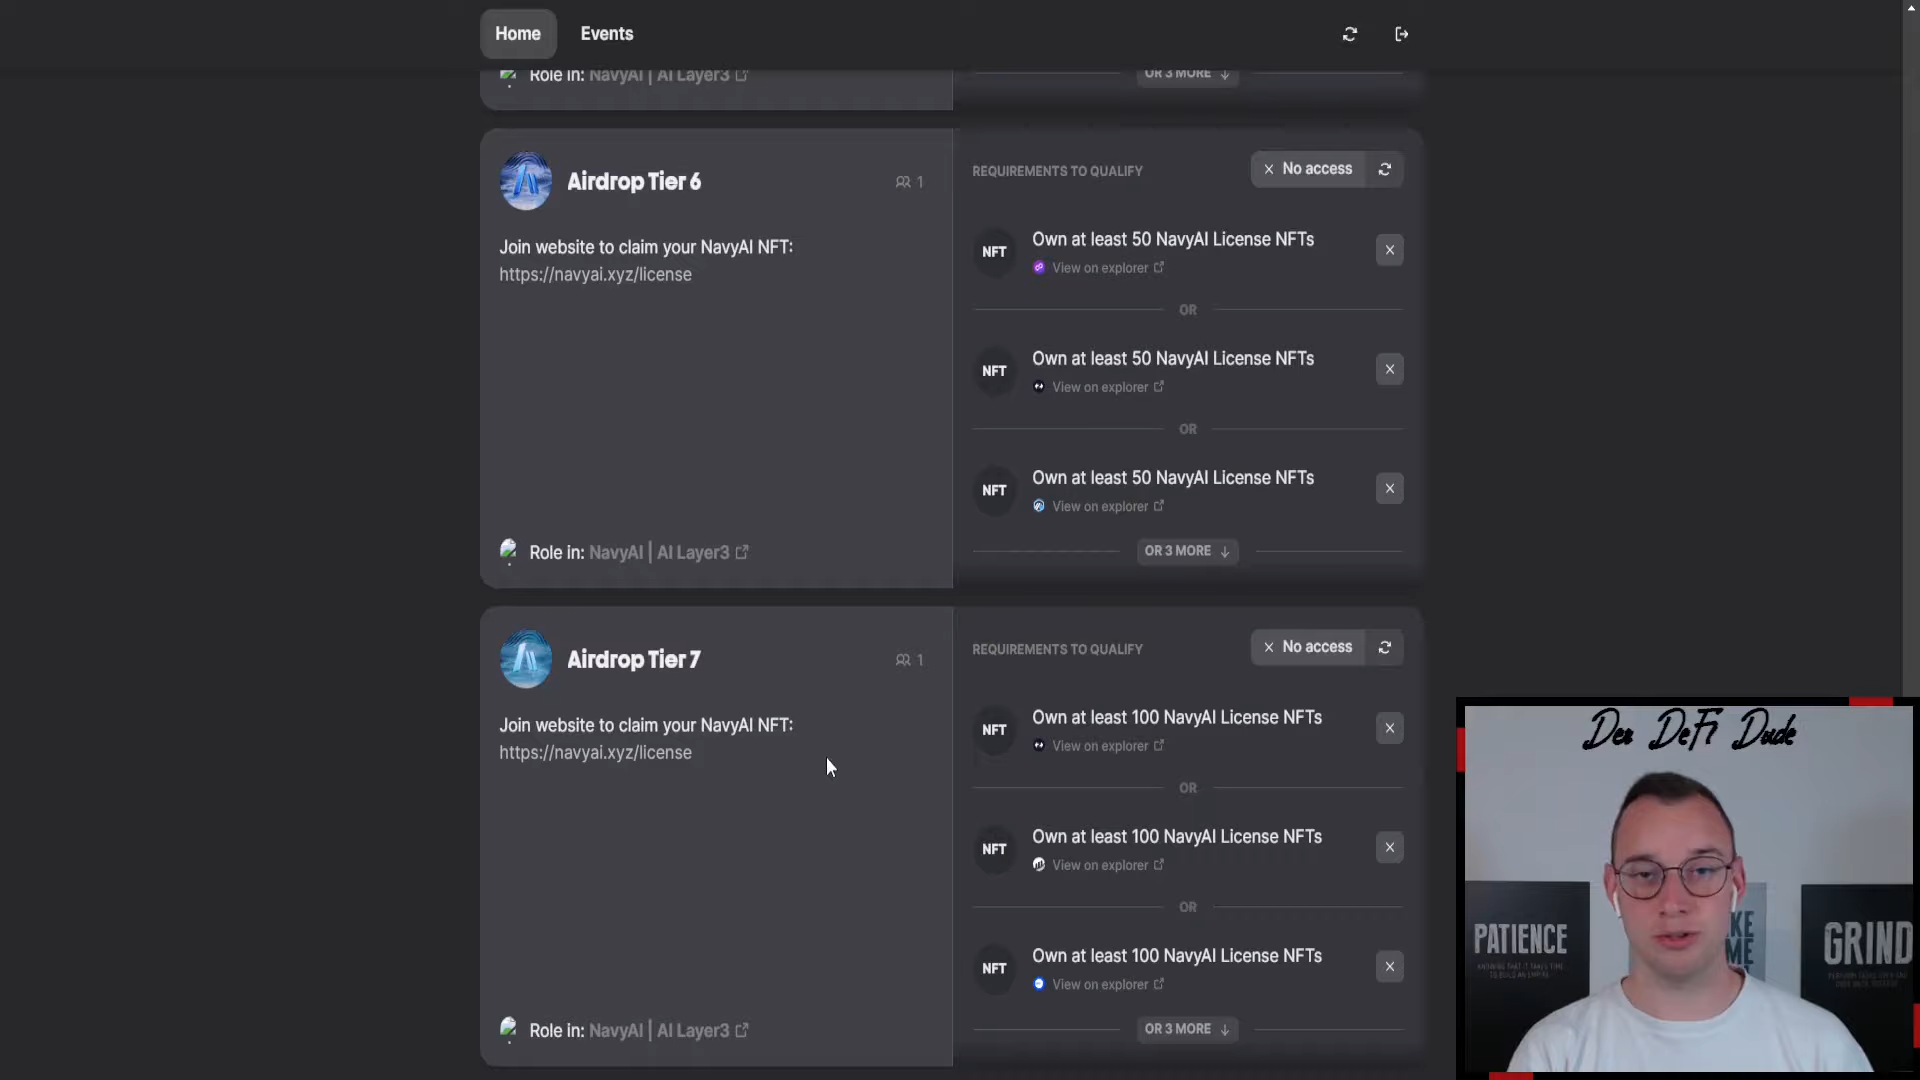 Home
Events
Role in: NavyAI | AI Layer3
OR 3 MORE ↓
Airdrop Tier 6
1
Join website to claim your NavyAI NFT:
https://navyai.xyz/license
Role in: NavyAI | AI Layer3
REQUIREMENTS TO QUALIFY
No access
NFT
Own at least 50 NavyAI License NFTs
View on explorer
OR
NFT
Own at least 50 NavyAI License NFTs
View on explorer
OR
NFT
Own at least 50 NavyAI License NFTs
View on explorer
OR 3 MORE ↓
Airdrop Tier 7
1
Join website to claim your NavyAI NFT:
https://navyai.xyz/license
Role in: NavyAI | AI Layer3
REQUIREMENTS TO QUALIFY
No access
NFT
Own at least 100 NavyAI License NFTs
View on explorer
OR
NFT
Own at least 100 NavyAI License NFTs
View on explorer
OR
NFT
Own at least 100 NavyAI License NFTs
View on explorer
OR 3 MORE ↓
Der DeFi Dude
PATIENCE
GRIND